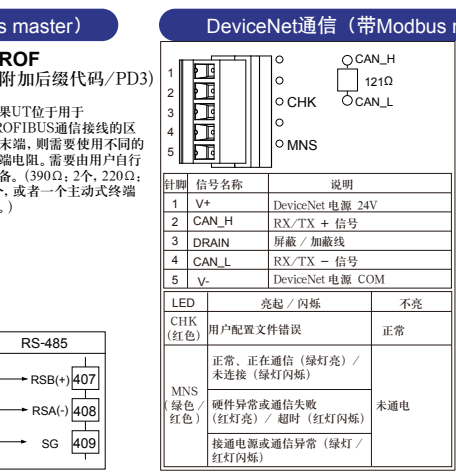 s master）
DeviceNet通信（带Modbus m
ROF
附加后缀代码/PD3)
果UT位于用于
ROFIBUS通信接线的区
末端，则需要使用不同的
端电阻。需要由用户自行
备。(390Ω: 2个, 220Ω:
个, 或者一个主动式终端
。)
RS-485
RSB(+) 407
RSA(-) 408
SG 409
1
2
3
4
5
CHK
MNS
CAN_H
121Ω
CAN_L
针脚 信号名称 说明
1 V+ DeviceNet 电源 24V
2 CAN_H RX/TX + 信号
3 DRAIN 屏蔽 / 加蔽线
4 CAN_L RX/TX − 信号
5 V- DeviceNet 电源 COM
LED 亮起 / 闪烁 不亮
CHK
(红色) 用户配置文件错误 正常
MNS
(绿色 /
红色)
正常、正在通信（绿灯亮）/
未连接（绿灯闪烁）
硬件异常或通信失败
(红灯亮) / 超时（红灯闪烁）
接通电源或通信异常（绿灯 /
红灯闪烁）
未通电